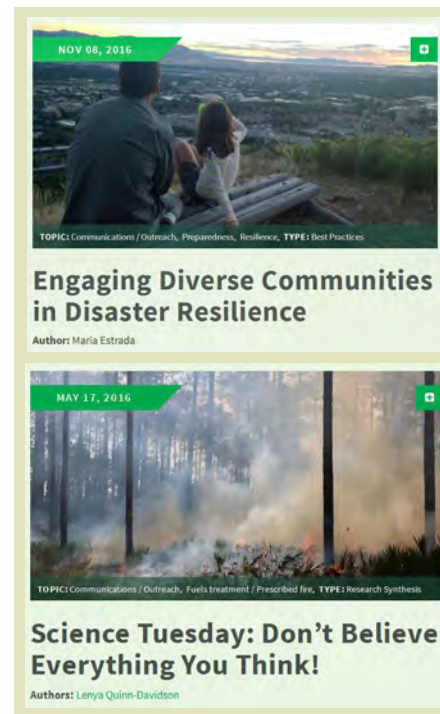 NOV 08, 2016
TOPIC: Communications / Outreach, Preparedness, Resilience, TYPE: Best Practices
Engaging Diverse Communities
in Disaster Resilience
Author: Maria Estrada
MAY 17, 2016
TOPIC: Communications / Outreach, Fuels treatment / Prescribed fire, TYPE: Research Synthesis
Science Tuesday: Don’t Believe
Everything You Think!
Authors: Lenya Quinn-Davidson